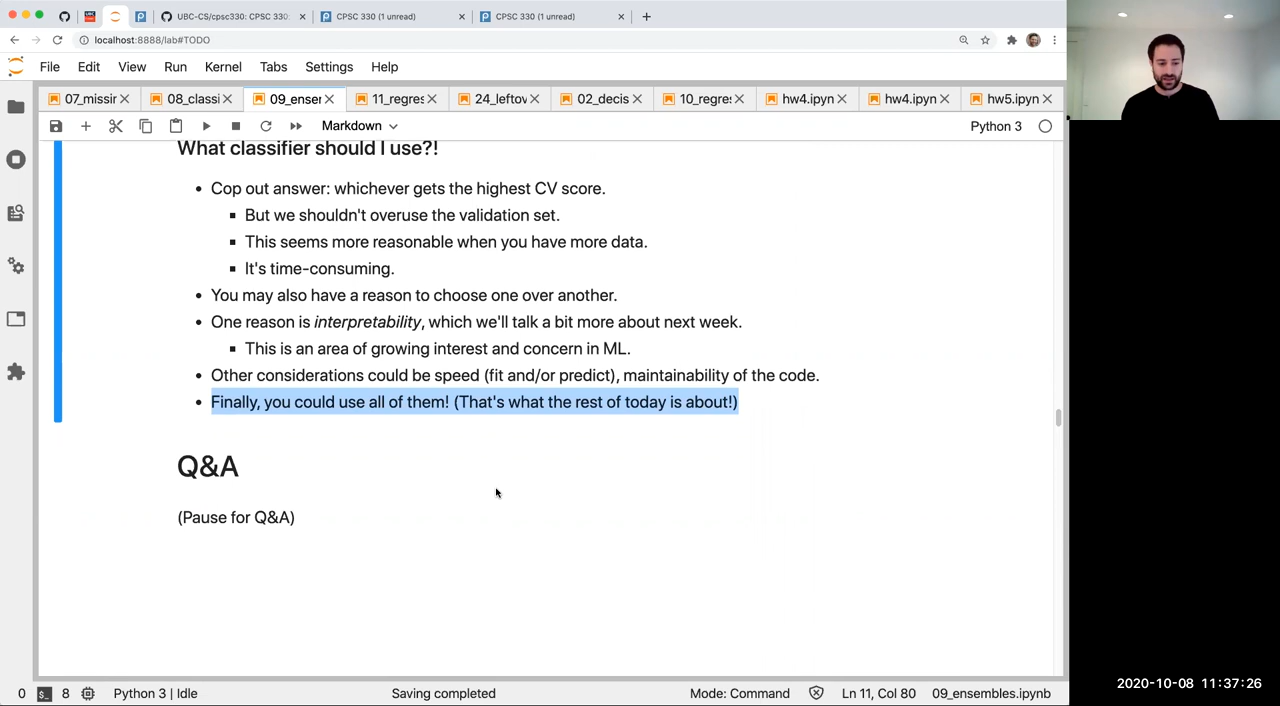 UBC-CS/cpsc330: CPSC 330:
CPSC 330 (1 unread)
CPSC 330 (1 unread)
localhost:8888/lab#TODO
File Edit View Run Kernel Tabs Settings Help
07_missin
08_classi
09_ensen
11_regres
24_leftov
02_decis
10_regre
hw4.ipyn
hw4.ipyn
hw5.ipyn
Markdown
Python 3
What classifier should I use?!
Cop out answer: whichever gets the highest CV score.
But we shouldn't overuse the validation set.
This seems more reasonable when you have more data.
It's time-consuming.
You may also have a reason to choose one over another.
One reason is interpretability, which we'll talk a bit more about next week.
This is an area of growing interest and concern in ML.
Other considerations could be speed (fit and/or predict), maintainability of the code.
Finally, you could use all of them! (That's what the rest of today is about!)
Q&A
(Pause for Q&A)
0 $_ 8 Python 3 | Idle Saving completed Mode: Command Ln 11, Col 80 09_ensembles.ipynb
2020-10-08 11:37:26